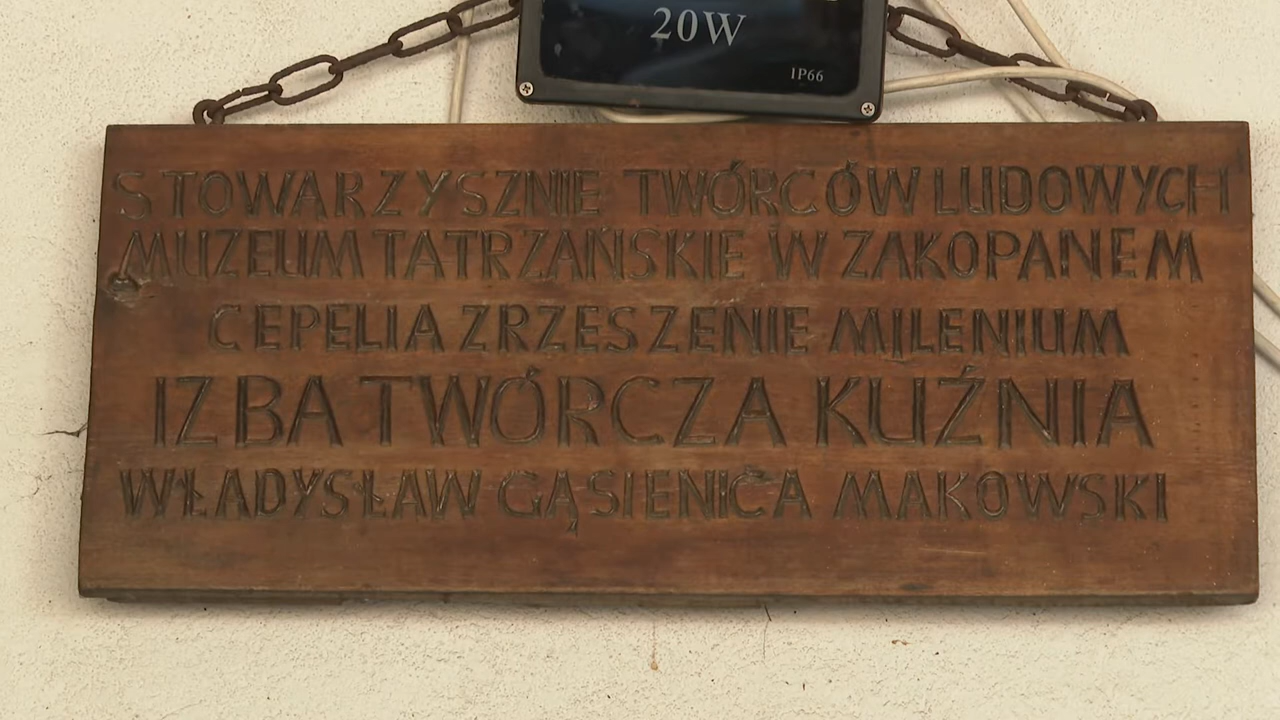 20W
IP66
STOWARZYSZNIE TWÓRCÓW LUDOWYCH
MUZEUM TATRZAŃSKIE W ZAKOPANEM
CEPELIA ZRZESZENIE MILENIUM
IZBA TWÓRCZA KUŹNIA
WŁADYSŁAW GĄSIENICA MAKOWSKI